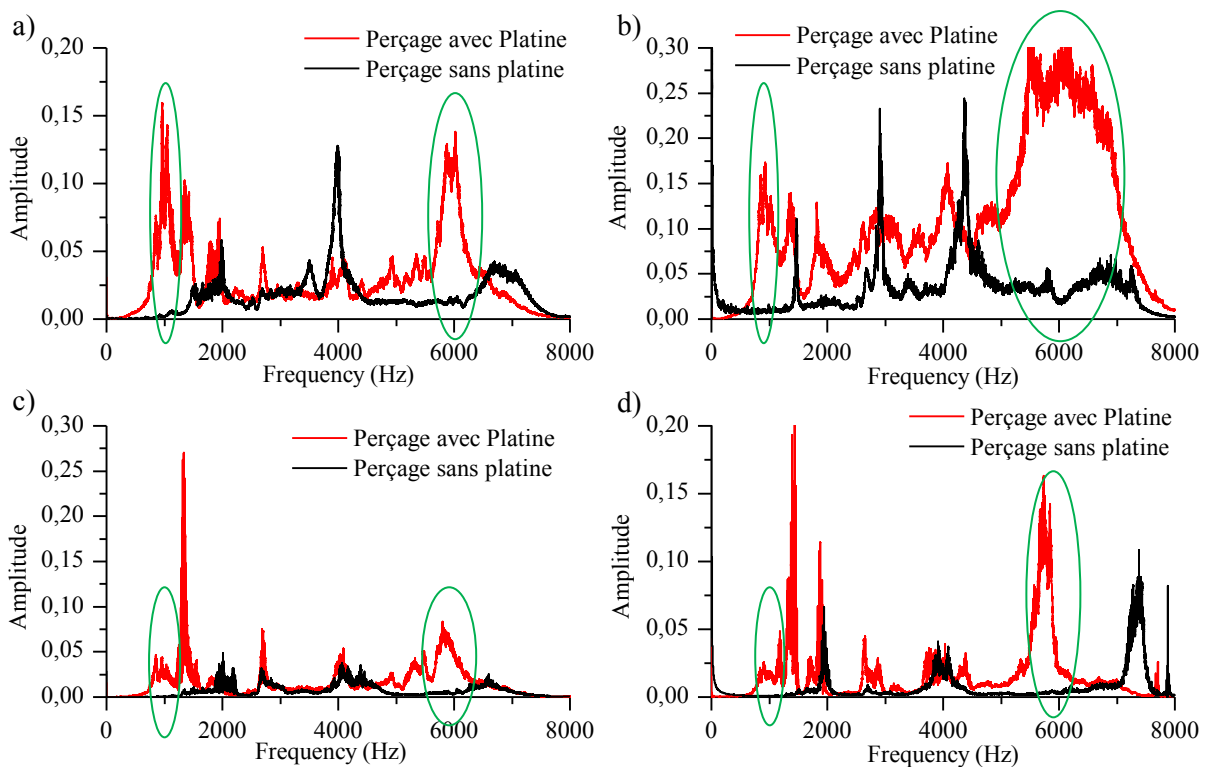 a)
Perçage avec Platine
Perçage sans platine
Amplitude
0,20
0,15
0,10
0,05
0,00
0
2000
4000
6000
8000
Frequency (Hz)
b)
Perçage avec Platine
Perçage sans platine
Amplitude
0,30
0,25
0,20
0,15
0,10
0,05
0,00
0
2000
4000
6000
8000
Frequency (Hz)
c)
Perçage avec Platine
Perçage sans platine
Amplitude
0,30
0,25
0,20
0,15
0,10
0,05
0,00
0
2000
4000
6000
8000
Frequency (Hz)
d)
Perçage avec Platine
Perçage sans platine
Amplitude
0,20
0,15
0,10
0,05
0,00
0
2000
4000
6000
8000
Frequency (Hz)